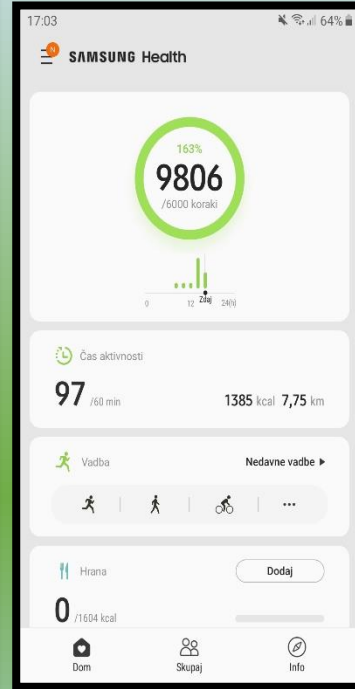 17:03 64%
N
SAMSUNG Health
163%
9806
/6000 koraki
0 12 Zdaj 24(h)
Čas aktivnosti
97 /60 min 1385 kcal 7,75 km
Vadba Nedavne vadbe
Hrana Dodaj
0 /1604 kcal
Dom Skupaj Info